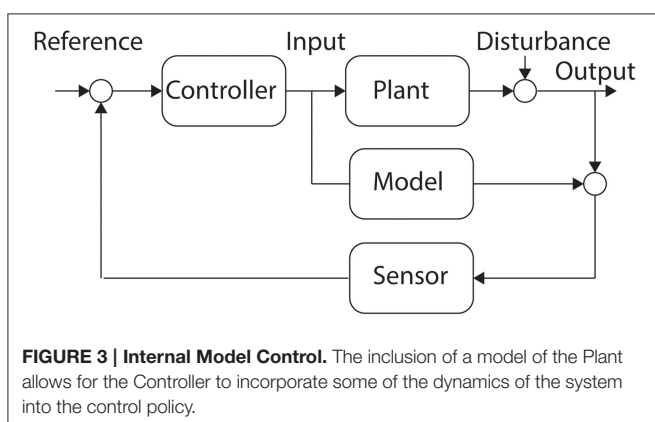 Reference
Input
Disturbance
Output
Controller
Plant
Model
Sensor
FIGURE 3 | Internal Model Control. The inclusion of a model of the Plant
allows for the Controller to incorporate some of the dynamics of the system
into the control policy.